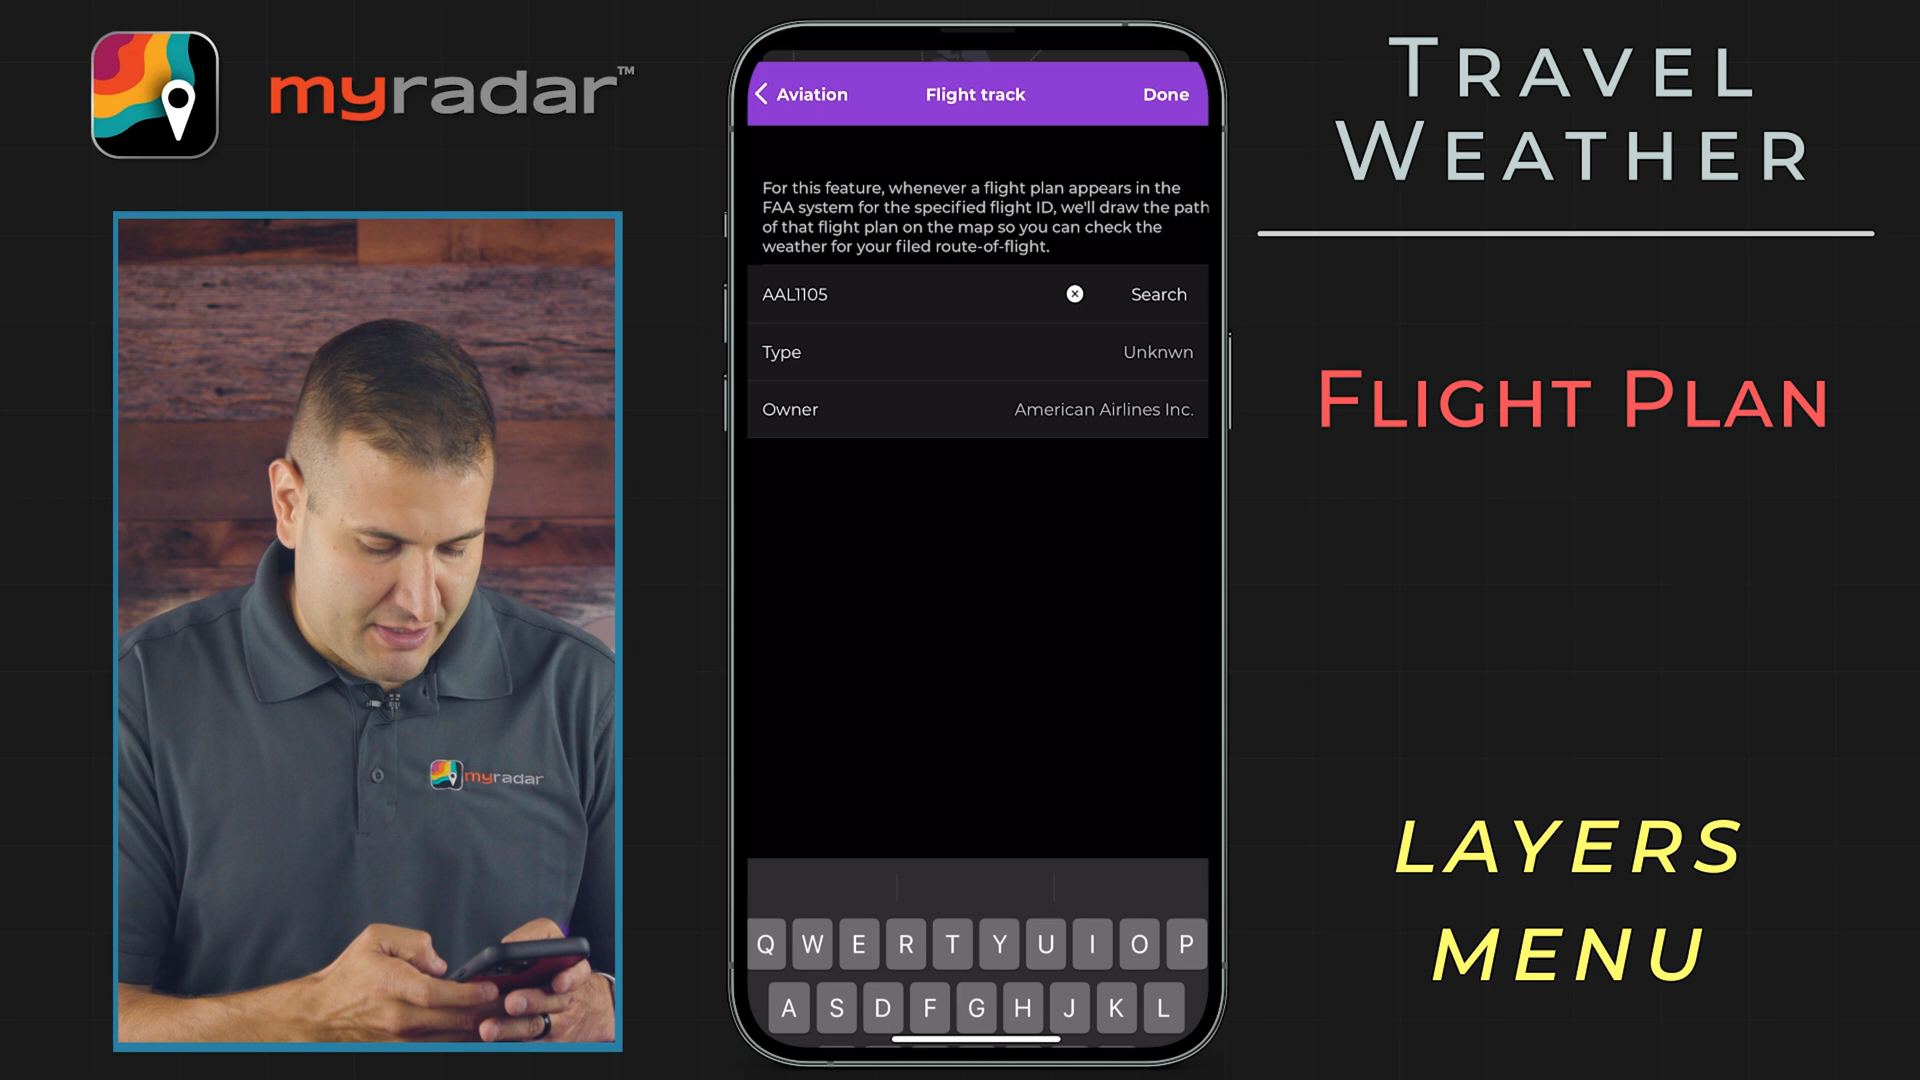 myradar™
TRAVEL
WEATHER
FLIGHT PLAN
LAYERS
MENU
Aviation Flight track Done
For this feature, whenever a flight plan appears in the
FAA system for the specified flight ID, we'll draw the path
of that flight plan on the map so you can check the
weather for your filed route-of-flight.
AAL1105 Search
Type Unknwn
Owner American Airlines Inc.
Q W E R T Y U I O P
A S D F G H J K L
myradar